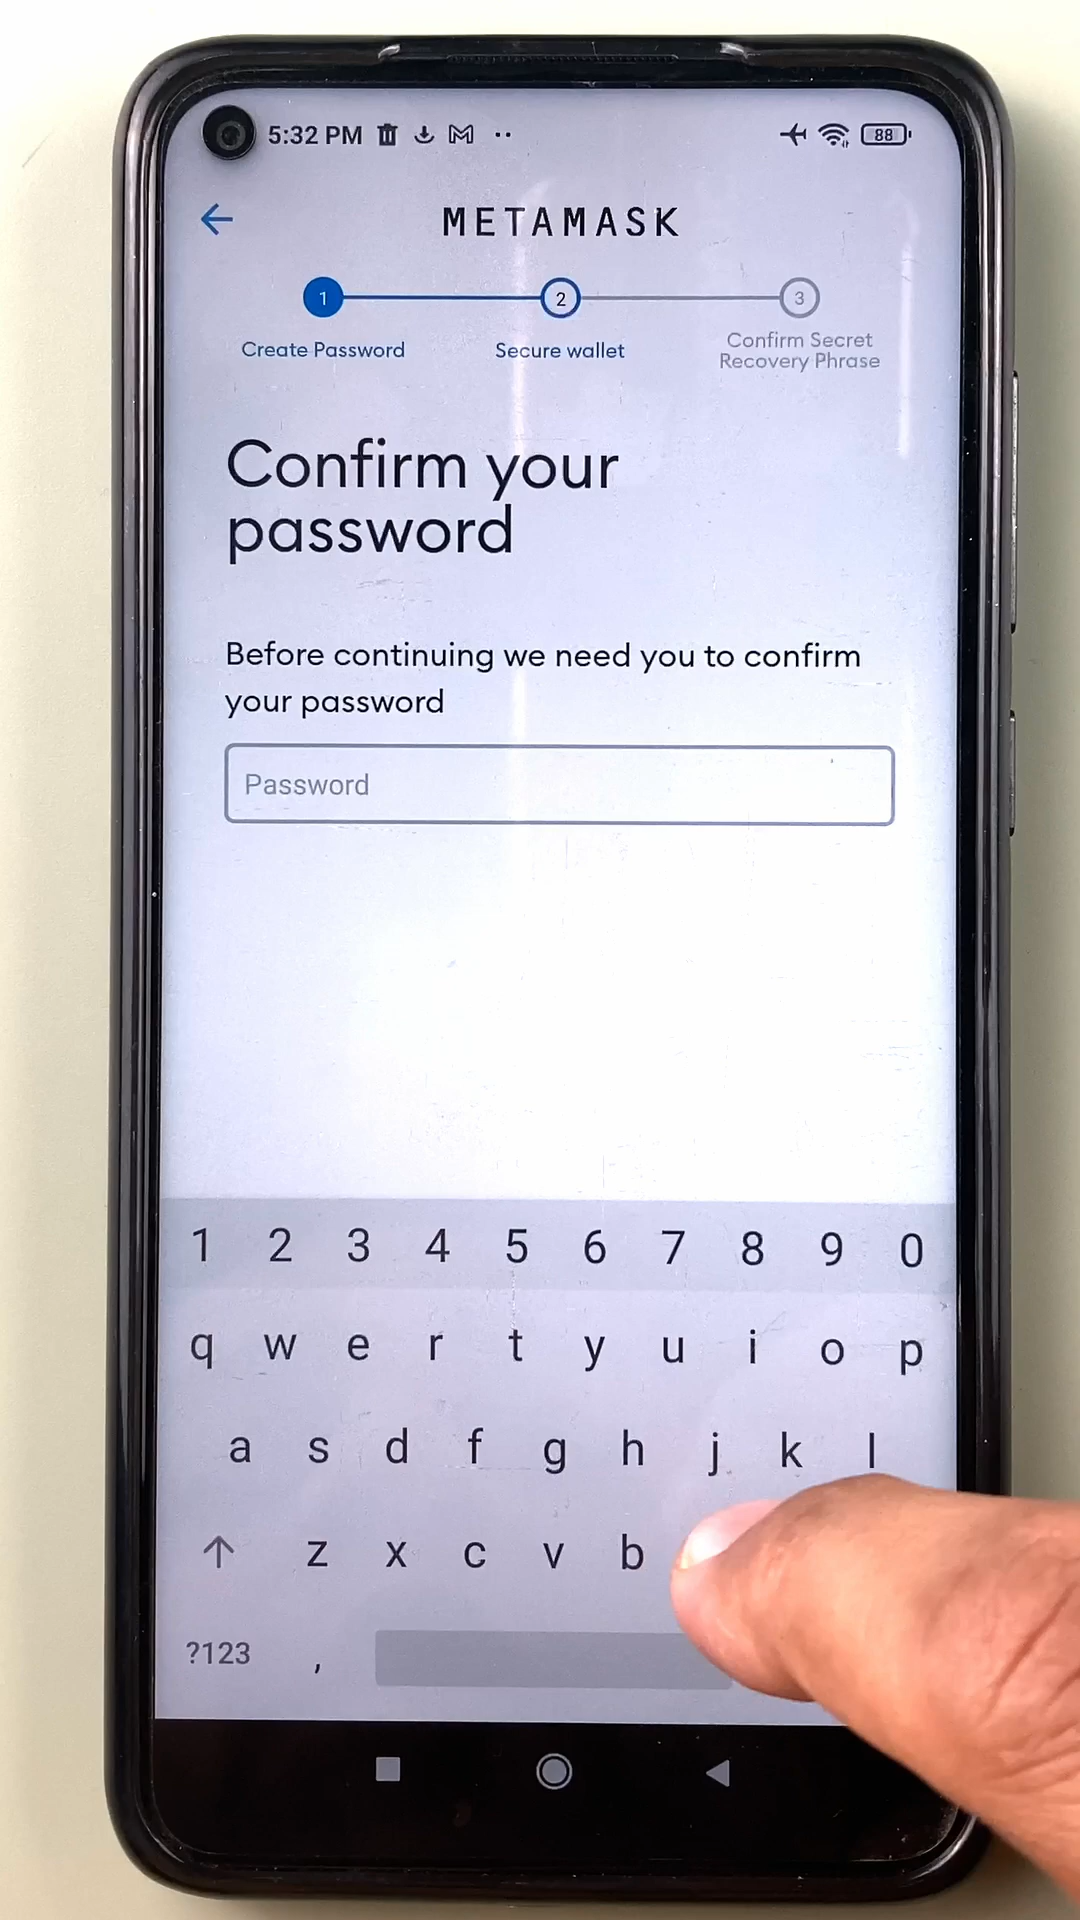 5:32 PM
88
METAMASK
1
2
3
Create Password
Secure wallet
Confirm Secret
Recovery Phrase
Confirm your
password
Before continuing we need you to confirm
your password
Password
1 2 3 4 5 6 7 8 9 0
q w e r t y u i o p
a s d f g h j k l
z x c v b
?123 ,